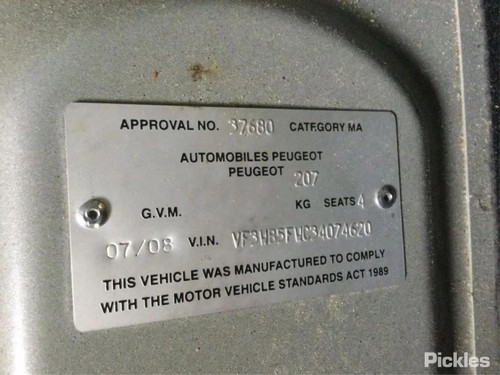 APPROVAL NO. 37680 CATEGORY MA
AUTOMOBILES PEUGEOT
PEUGEOT 207
G.V.M. KG SEATS 4
07/08 V.I.N. VF3WB5FWC34074620
THIS VEHICLE WAS MANUFACTURED TO COMPLY
WITH THE MOTOR VEHICLE STANDARDS ACT 1989
Pickles